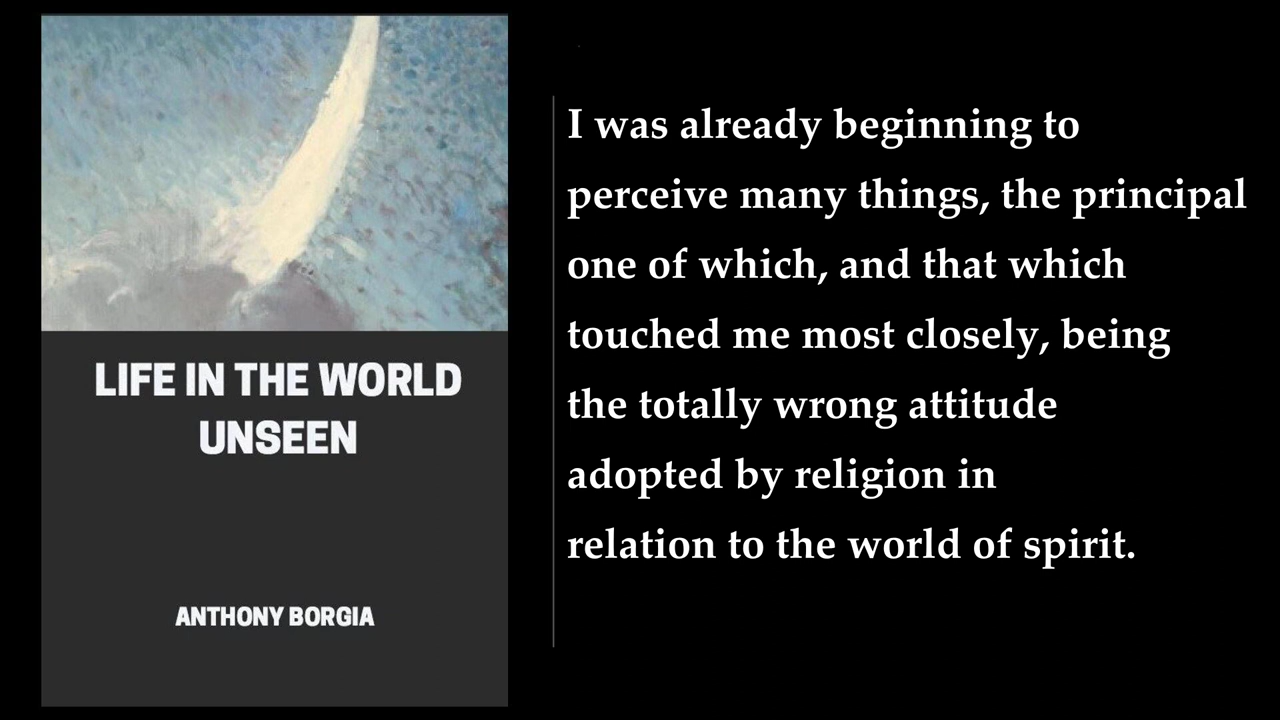 LIFE IN THE WORLD
UNSEEN
ANTHONY BORGIA
I was already beginning to
perceive many things, the principal
one of which, and that which
touched me most closely, being
the totally wrong attitude
adopted by religion in
relation to the world of spirit.